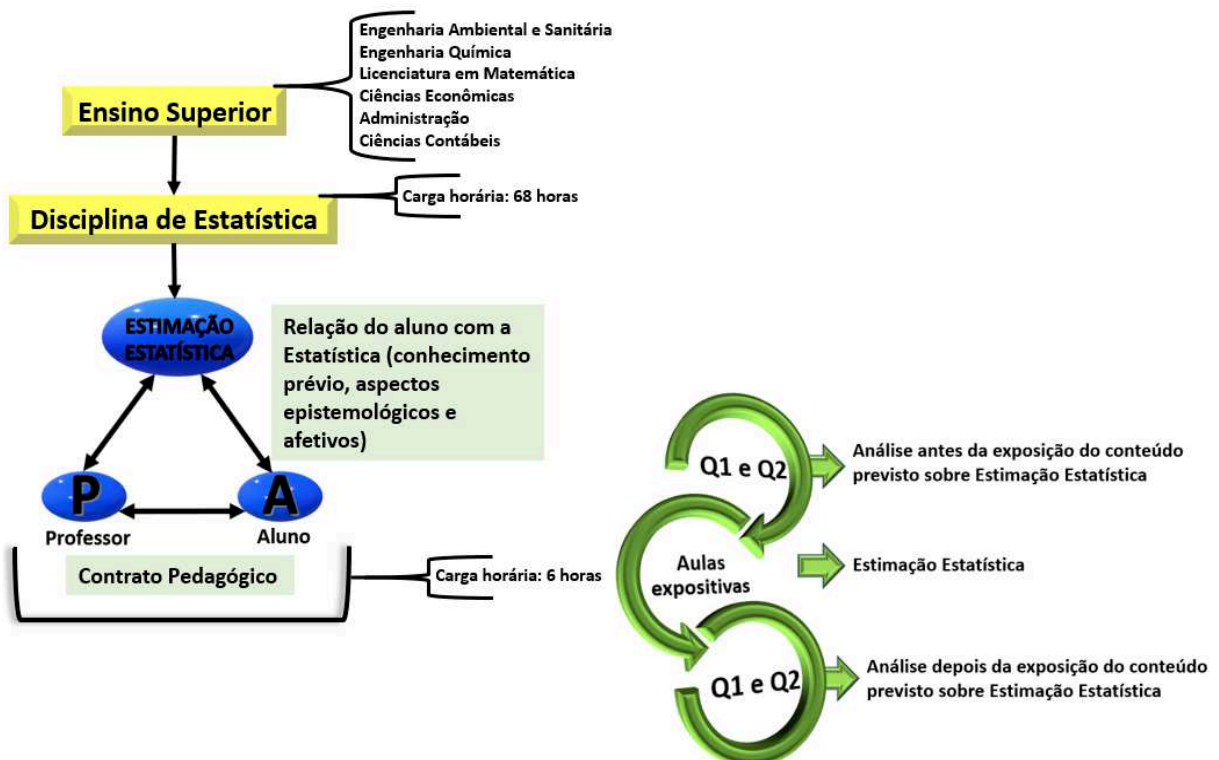 Engenharia Ambiental e Sanitária
Engenharia Química
Licenciatura em Matemática
Ciências Econômicas
Administração
Ciências Contábeis
Ensino Superior
Carga horária: 68 horas
Disciplina de Estatística
ESTIMAÇÃO
ESTATÍSTICA
Relação do aluno com a
Estatística (conhecimento
prévio, aspectos
epistemológicos e
afetivos)
P
A
Professor
Aluno
Contrato Pedagógico
Carga horária: 6 horas
Q1 e Q2
Análise antes da exposição do conteúdo
previsto sobre Estimação Estatística
Aulas
expositivas
Estimação Estatística
Q1 e Q2
Análise depois da exposição do conteúdo
previsto sobre Estimação Estatística